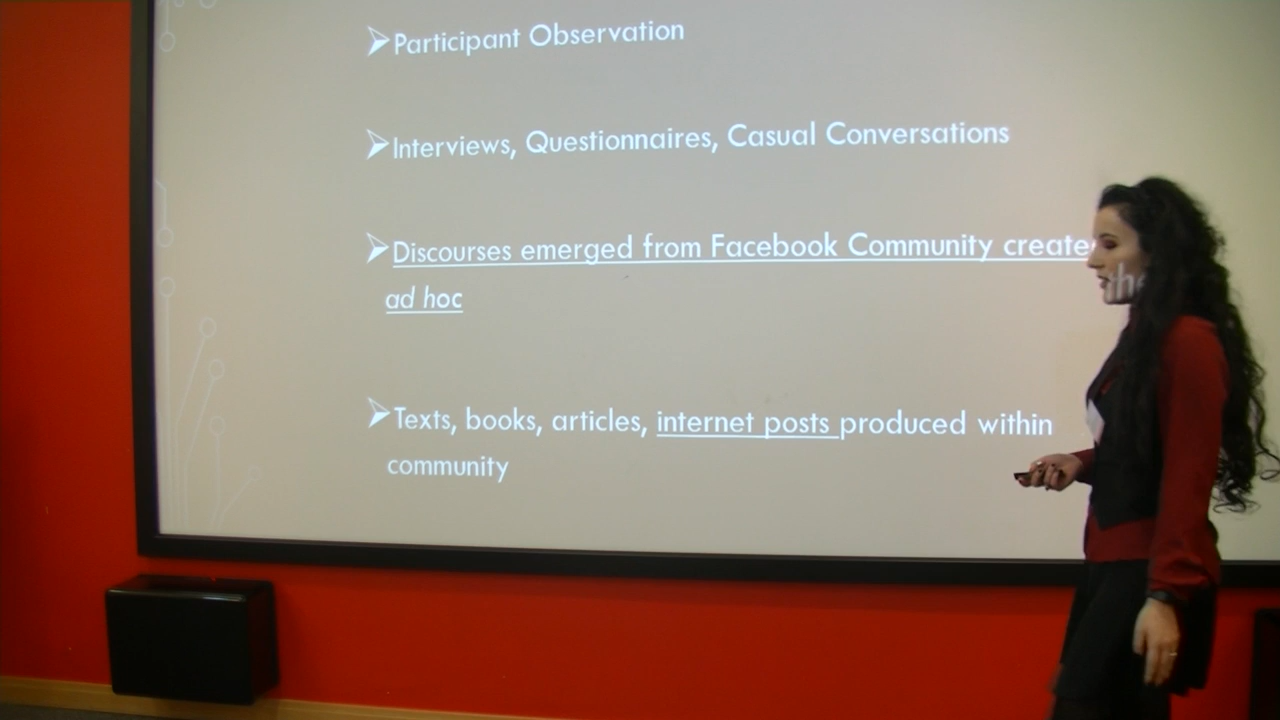 Participant Observation
Interviews, Questionnaires, Casual Conversations
Discourses emerged from Facebook Community create
ad hoc
Texts, books, articles, internet posts produced within
community